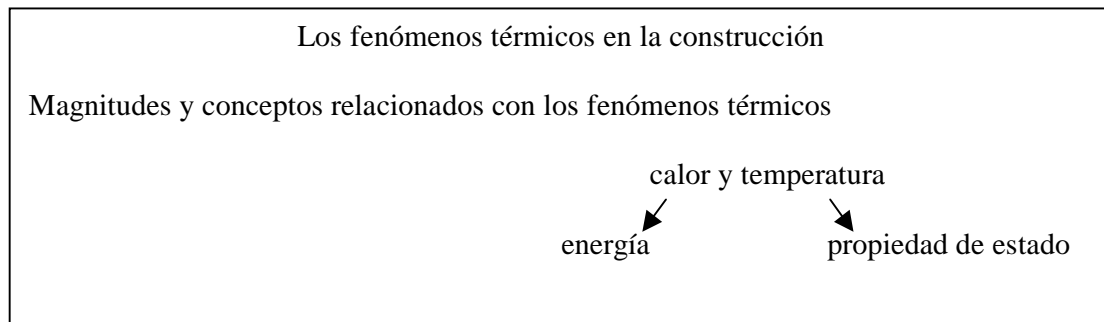 Los fenómenos térmicos en la construcción
Magnitudes y conceptos relacionados con los fenómenos térmicos
calor y temperatura
energía propiedad de estado